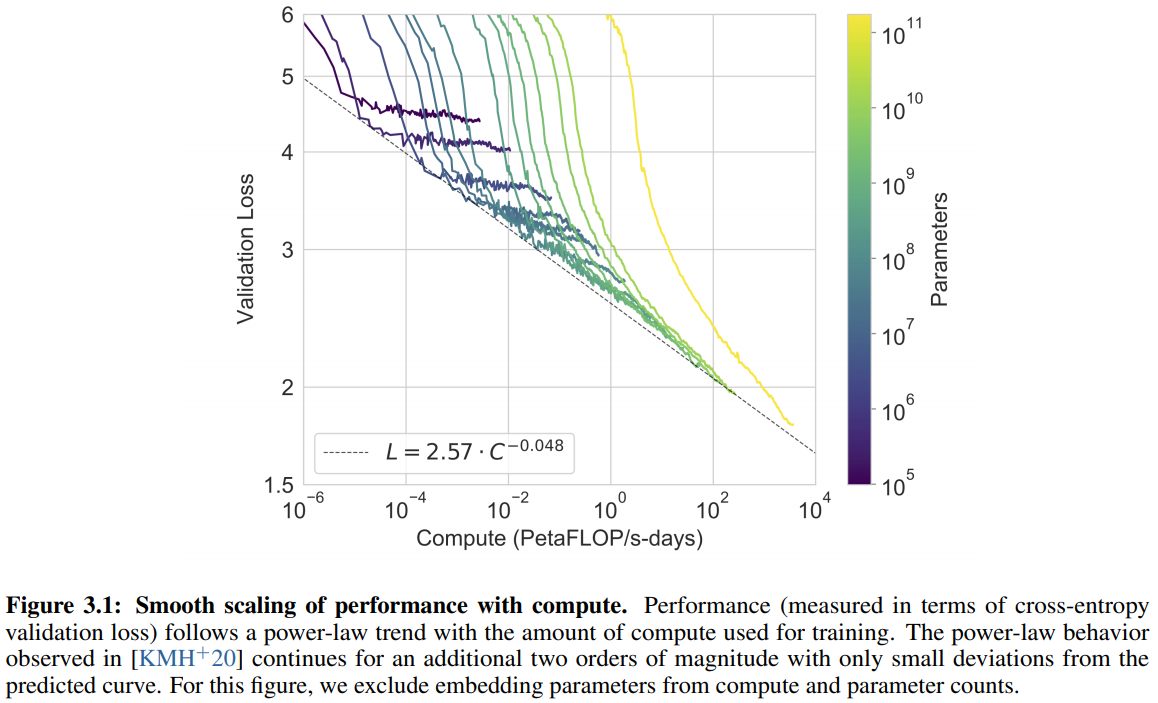 6
5
4
3
2
1.5
Validation Loss
10^-6
10^-4
10^-2
10^0
10^2
10^4
Compute (PetaFLOP/s-days)
L = 2.57 · C^-0.048
10^11
10^10
10^9
10^8
10^7
10^6
10^5
Parameters
Figure 3.1: Smooth scaling of performance with compute. Performance (measured in terms of cross-entropy
validation loss) follows a power-law trend with the amount of compute used for training. The power-law behavior
observed in [KMH+20] continues for an additional two orders of magnitude with only small deviations from the
predicted curve. For this figure, we exclude embedding parameters from compute and parameter counts.